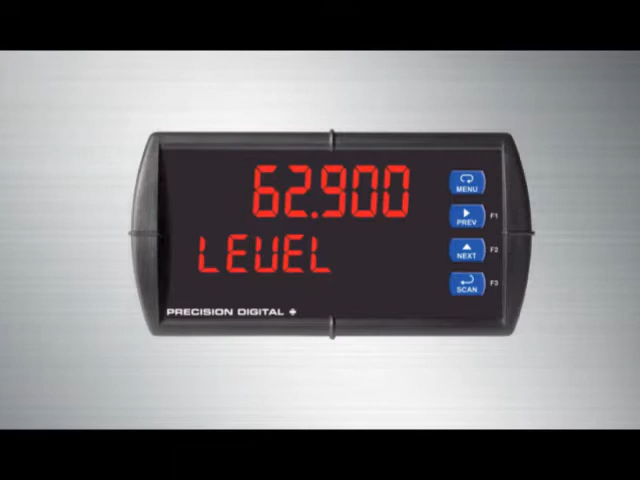 62.900
LEVEL
MENU
PREV F1
NEXT F2
SCAN F3
PRECISION DIGITAL